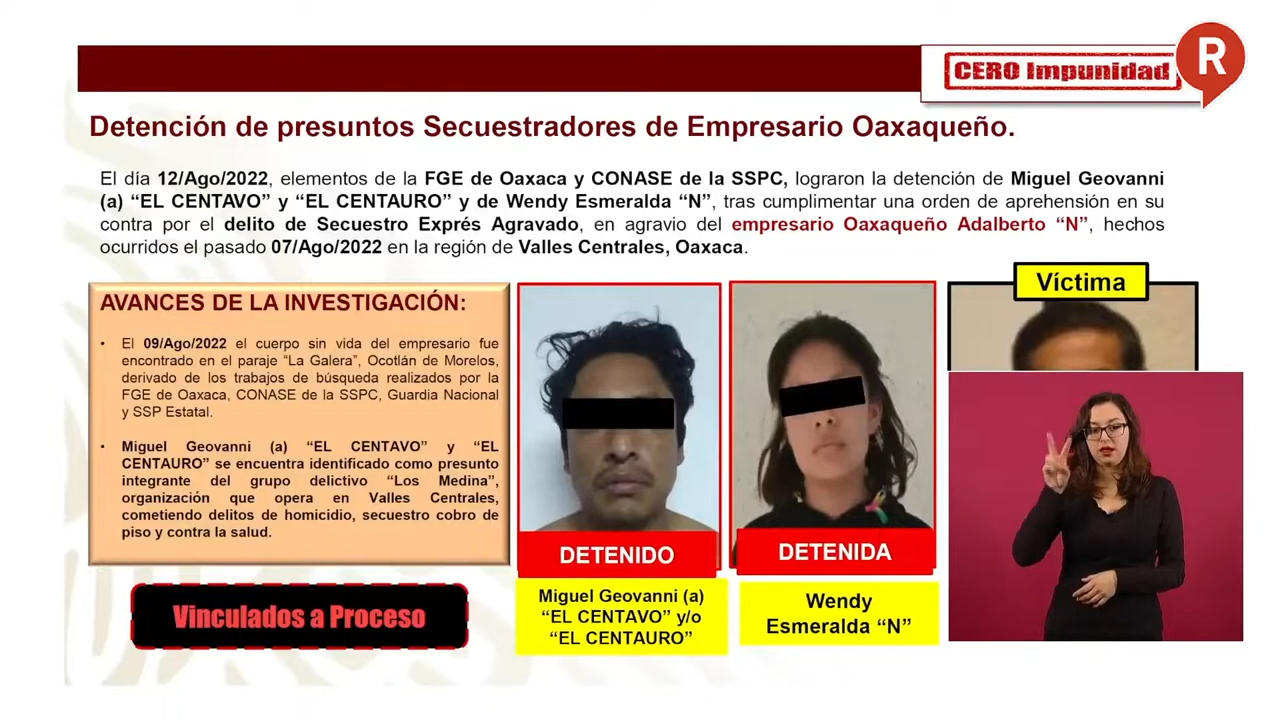 CERO Impunidad
R
Detención de presuntos Secuestradores de Empresario Oaxaqueño.
El día 12/Ago/2022, elementos de la FGE de Oaxaca y CONASE de la SSPC, lograron la detención de Miguel Geovanni
(a) “EL CENTAVO” y “EL CENTAURO” y de Wendy Esmeralda “N”, tras cumplimentar una orden de aprehensión en su
contra por el delito de Secuestro Exprés Agravado, en agravio del empresario Oaxaqueño Adalberto “N”, hechos
ocurridos el pasado 07/Ago/2022 en la región de Valles Centrales, Oaxaca.
AVANCES DE LA INVESTIGACIÓN:
• El 09/Ago/2022 el cuerpo sin vida del empresario fue
encontrado en el paraje “La Galera”, Ocotlán de Morelos,
derivado de los trabajos de búsqueda realizados por la
FGE de Oaxaca, CONASE de la SSPC, Guardia Nacional
y SSP Estatal.
• Miguel Geovanni (a) “EL CENTAVO” y “EL
CENTAURO” se encuentra identificado como presunto
integrante del grupo delictivo “Los Medina”,
organización que opera en Valles Centrales,
cometiendo delitos de homicidio, secuestro cobro de
piso y contra la salud.
Vinculados a Proceso
DETENIDO
Miguel Geovanni (a)
“EL CENTAVO” y/o
“EL CENTAURO”
DETENIDA
Wendy
Esmeralda “N”
Víctima